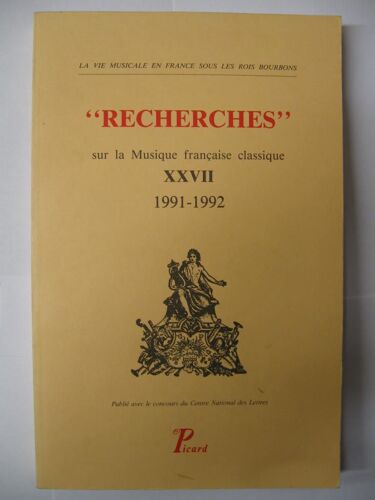 LA VIE MUSICALE EN FRANCE SOUS LES ROIS BOURBONS
“RECHERCHES”
sur la Musique française classique
XXVII
1991-1992
Publié avec le concours du Centre National des Lettres
Picard